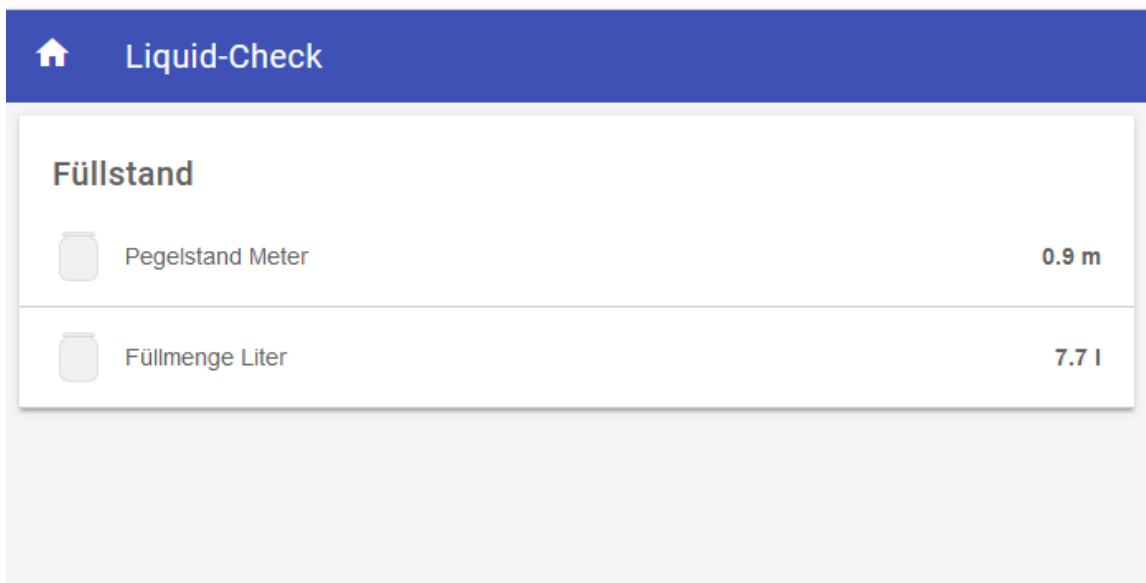 Liquid-Check
Füllstand
Pegelstand Meter 0.9 m
Füllmenge Liter 7.7 l